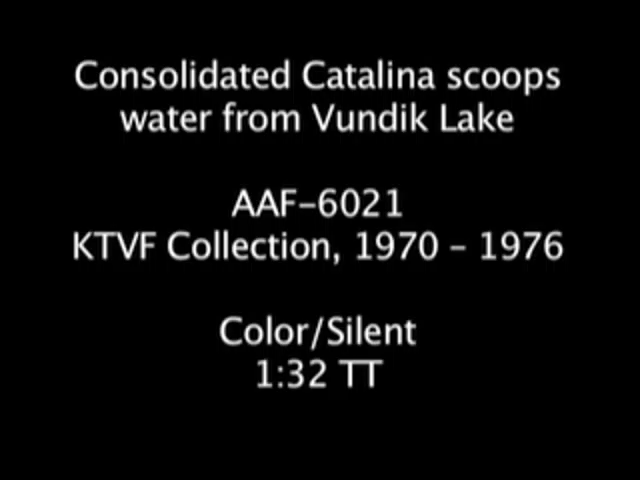 Consolidated Catalina scoops
water from Vundik Lake
AAF-6021
KTVF Collection, 1970 - 1976
Color/Silent
1:32 TT